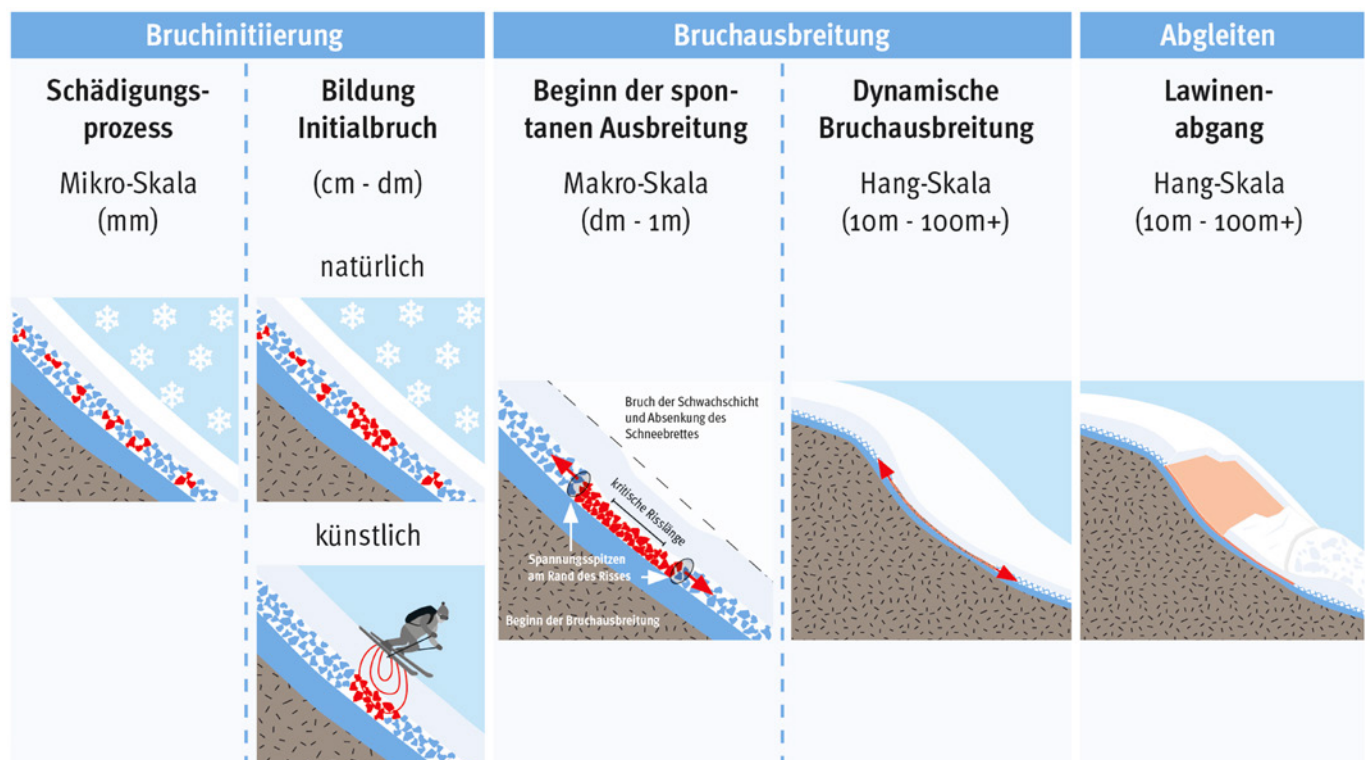 Bruchinitiierung
Bruchausbreitung
Abgleiten
Schädigungs-
prozess
Mikro-Skala
(mm)
Bildung
Initialbruch
(cm - dm)
natürlich
künstlich
Beginn der spon-
tanen Ausbreitung
Makro-Skala
(dm - 1m)
Bruch der Schwachschicht
und Absenkung des
Schneebrettes
kritische Risslänge
Spannungsspitzen
am Rand des Risses
Beginn der Bruchausbreitung
Dynamische
Bruchausbreitung
Hang-Skala
(10m - 100m+)
Lawinen-
abgang
Hang-Skala
(10m - 100m+)